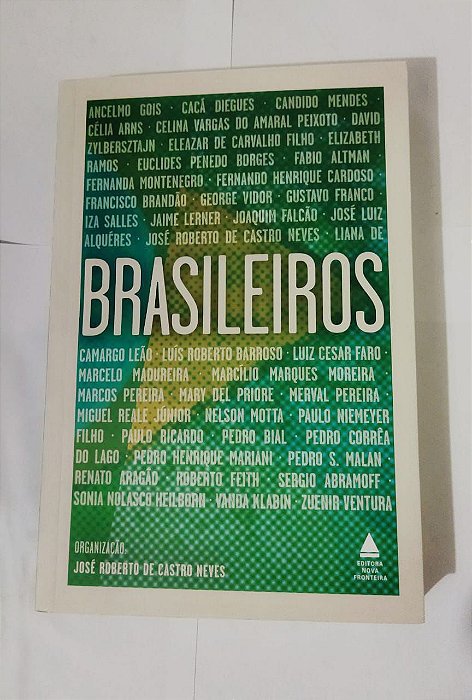 ANCELMO GOIS · CACÁ DIEGUES · CANDIDO MENDES
CÉLIA ARNS · CELINA VARGAS DO AMARAL PEIXOTO · DAVID
ZYLBERSZTAJN · ELEAZAR DE CARVALHO FILHO · ELIZABETH
RAMOS · EUCLIDES PENEDO BORGES · FABIO ALTMAN
FERNANDA MONTENEGRO · FERNANDO HENRIQUE CARDOSO
FRANCISCO BRANDÃO · GEORGE VIDOR · GUSTAVO FRANCO ·
IZA SALLES · JAIME LERNER · JOAQUIM FALCÃO · JOSÉ LUIZ
ALQUÉRES · JOSÉ ROBERTO DE CASTRO NEVES · LIANA DE
BRASILEIROS
CAMARGO LEÃO · LUÍS ROBERTO BARROSO · LUIZ CESAR FARO ·
MARCELO MADUREIRA · MARCÍLIO MARQUES MOREIRA ·
MARCOS PEREIRA · MARY DEL PRIORE · MERVAL PEREIRA
MIGUEL REALE JÚNIOR · NELSON MOTTA · PAULO NIEMEYER
FILHO · PAULO RICARDO · PEDRO BIAL · PEDRO CORRÊA
DO LAGO · PEDRO HENRIQUE MARIANI · PEDRO S. MALAN ·
RENATO ARAGÃO · ROBERTO FEITH · SERGIO ABRAMOFF ·
SONIA NOLASCO HEILBORN · VANDA KLABIN · ZUENIR VENTURA
ORGANIZAÇÃO:
JOSÉ ROBERTO DE CASTRO NEVES
EDITORA
NOVA
FRONTEIRA